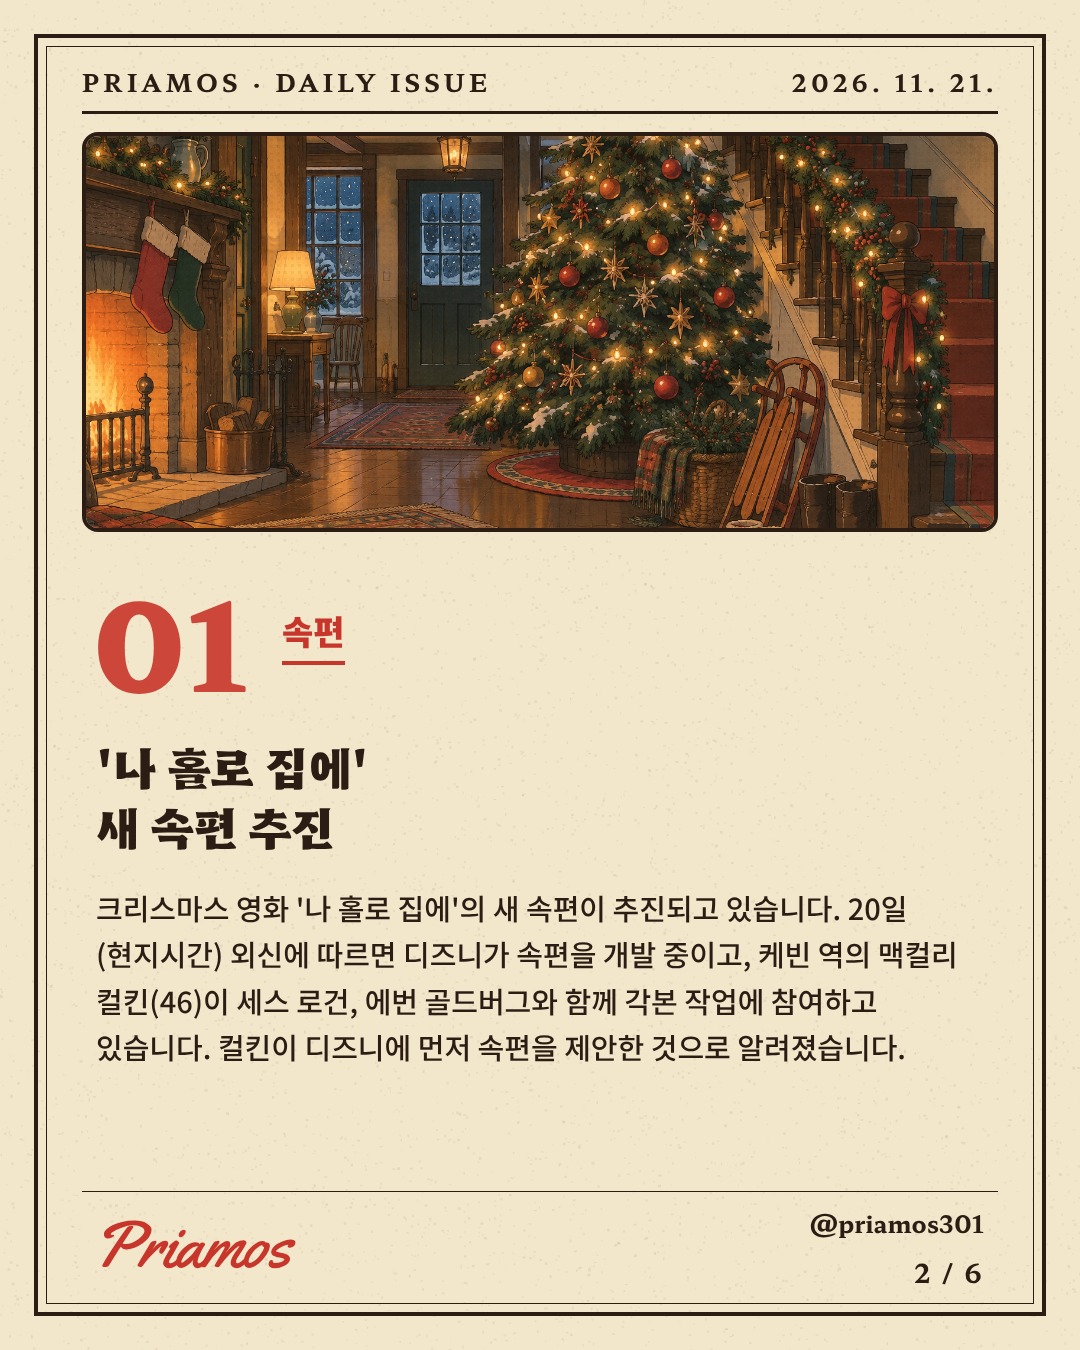 PRIAMOS · DAILY ISSUE
2026. 11. 21.
01
속편
'나 홀로 집에'
새 속편 추진
크리스마스 영화 '나 홀로 집에'의 새 속편이 추진되고 있습니다. 20일
(현지시간) 외신에 따르면 디즈니가 속편을 개발 중이고, 케빈 역의 맥컬리
컬킨(46)이 세스 로건, 에번 골드버그와 함께 각본 작업에 참여하고
있습니다. 컬킨이 디즈니에 먼저 속편을 제안한 것으로 알려졌습니다.
Priamos
@priamos301
2 / 6